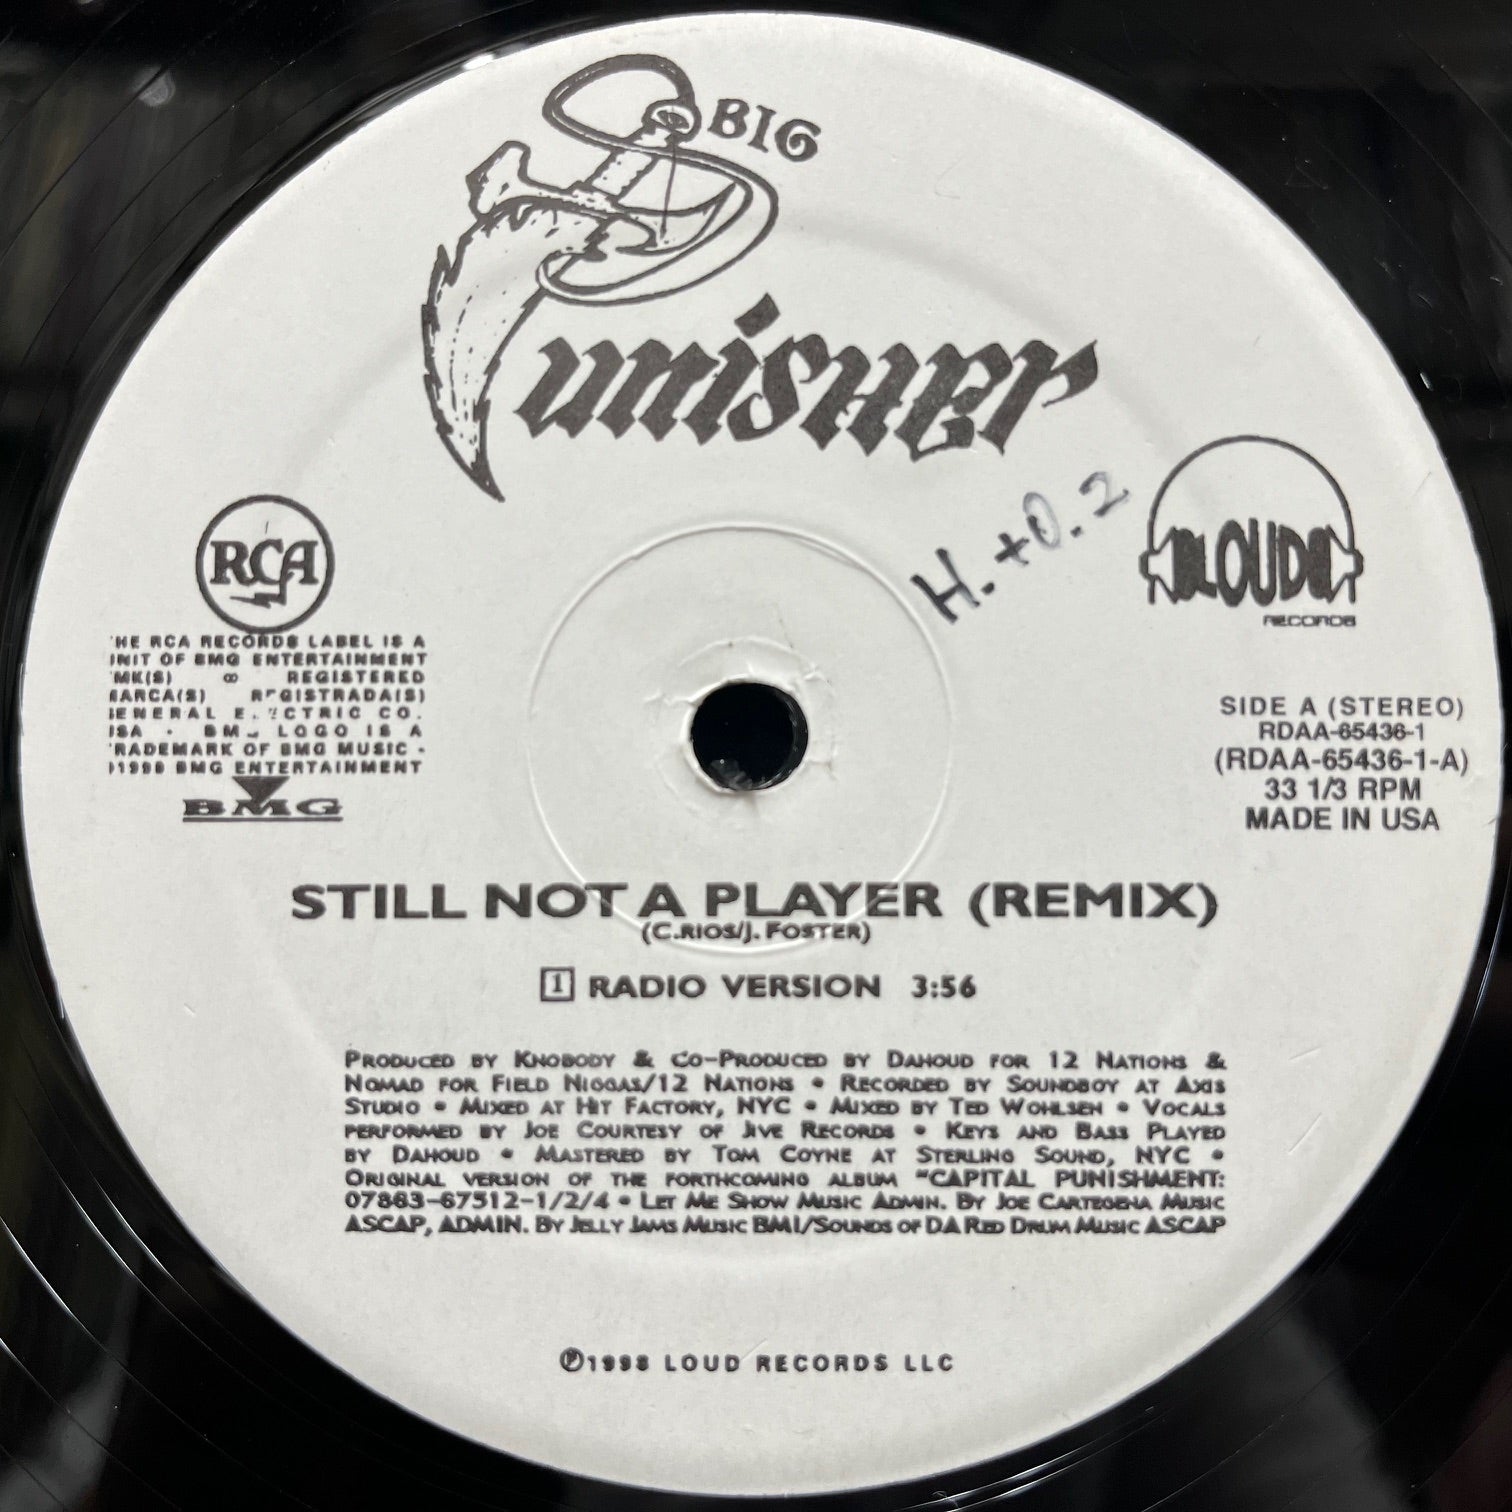 BIG
Punisher
H.+O.2
RCA
LOUD
RECORDS
HE RCA RECORDS LABEL IS A
UNIT OF BMG ENTERTAINMENT
TMK(S) ® REGISTERED
MARCA(S) REGISTRADA(S)
GENERAL ELECTRIC CO.
USA - BMG LOGO IS A
TRADEMARK OF BMG MUSIC -
1998 BMG ENTERTAINMENT
BMG
SIDE A (STEREO)
RDAA-65436-1
(RDAA-65436-1-A)
33 1/3 RPM
MADE IN USA
STILL NOT A PLAYER (REMIX)
(C.RIOS/J. FOSTER)
1 RADIO VERSION 3:56
PRODUCED BY KNOBODY & CO-PRODUCED BY DAHOUD FOR 12 NATIONS &
NOMAD FOR FIELD NIGGAS/12 NATIONS • RECORDED BY SOUNDBOY AT AXIS
STUDIO • MIXED AT HIT FACTORY, NYC • MIXED BY TED WOHLSEN • VOCALS
PERFORMED BY JOE COURTESY OF JIVE RECORDS • KEYS AND BASS PLAYED
BY DAHOUD • MASTERED BY TOM COYNE AT STERLING SOUND, NYC •
ORIGINAL VERSION OF THE FORTHCOMING ALBUM "CAPITAL PUNISHMENT:
07863-67512-1/2/4 • LET ME SHOW MUSIC ADMIN. BY JOE CARTEGENA MUSIC
ASCAP, ADMIN. BY JELLY JAMS MUSIC BMI/SOUNDS OF DA RED DRUM MUSIC ASCAP
℗1998 LOUD RECORDS LLC